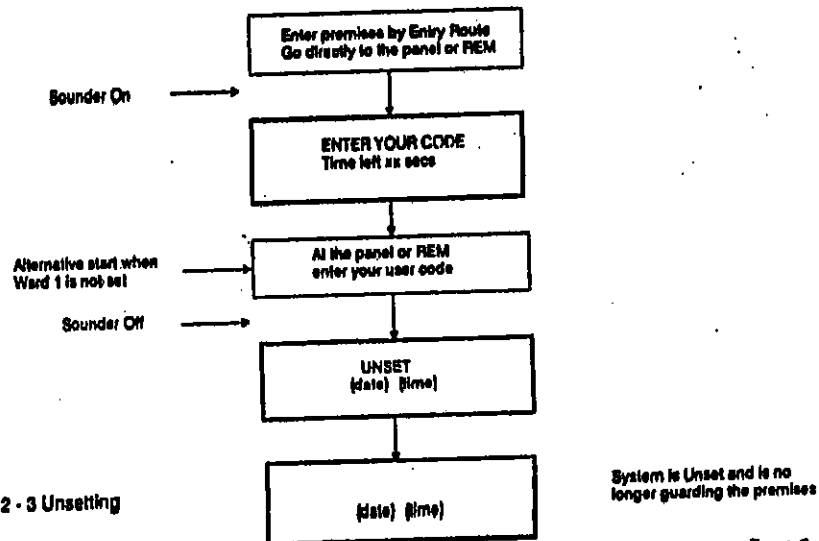 Enter premises by Entry Route
Go directly to the panel or REM
Sounder On
ENTER YOUR CODE
Time left xx secs
Alternative start when
Ward 1 is not set
At the panel or REM
enter your user code
Sounder Off
UNSET
(date) (time)
(date) (time)
System is Unset and is no
longer guarding the premises
2 - 3 Unsetting